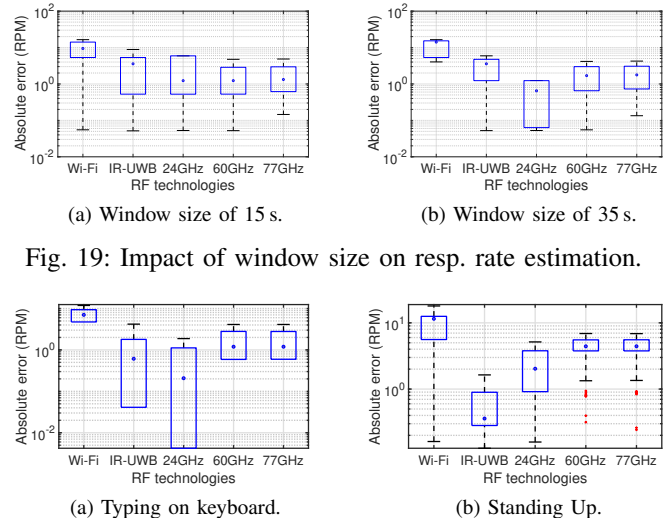 Absolute error (RPM)
10^2
10^0
10^-2
Wi-Fi IR-UWB 24GHz 60GHz 77GHz
RF technologies
(a) Window size of 15 s.
Absolute error (RPM)
10^2
10^0
10^-2
Wi-Fi IR-UWB 24GHz 60GHz 77GHz
RF technologies
(b) Window size of 35 s.
Fig. 19: Impact of window size on resp. rate estimation.
Absolute error (RPM)
10^0
10^-2
Wi-Fi IR-UWB 24GHz 60GHz 77GHz
RF technologies
(a) Typing on keyboard.
Absolute error (RPM)
10^1
10^0
Wi-Fi IR-UWB 24GHz 60GHz 77GHz
RF technologies
(b) Standing Up.